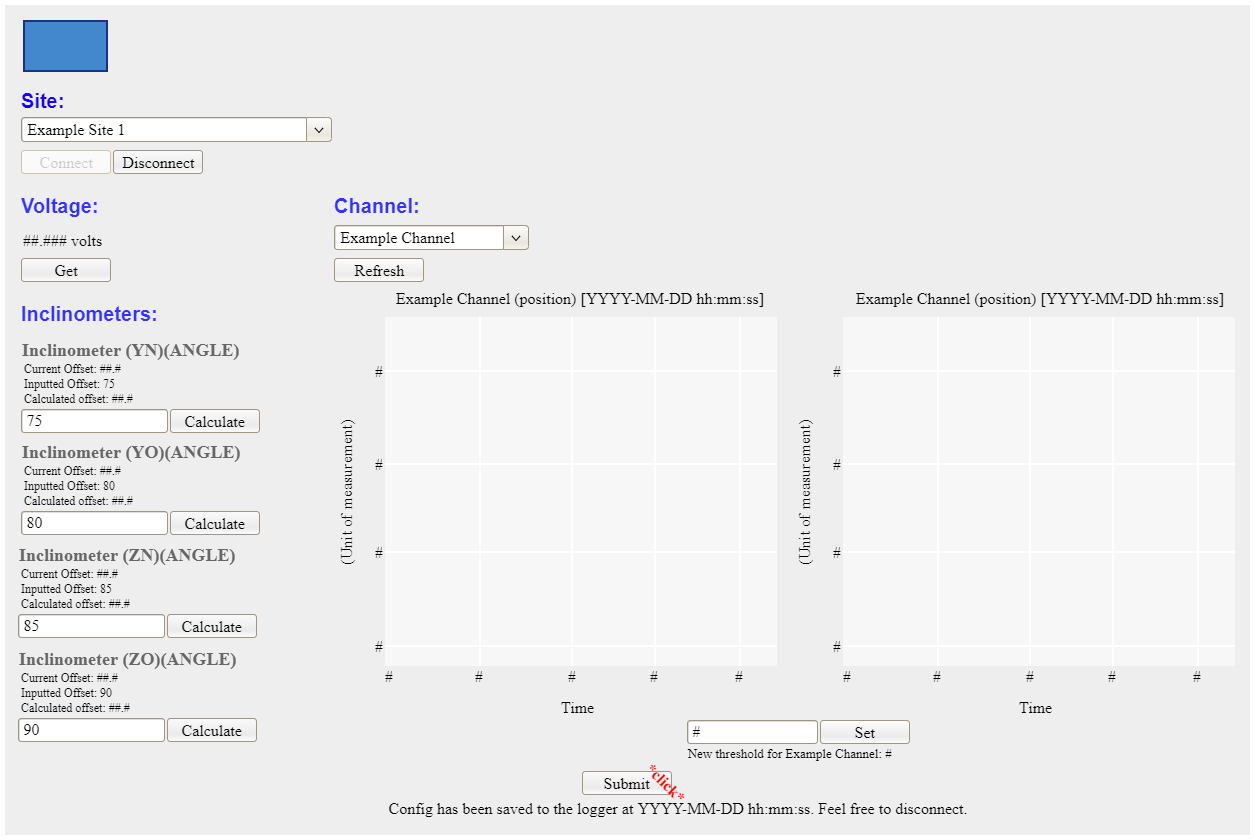 Site:
Example Site 1
Connect Disconnect
Voltage:
##.### volts
Get
Channel:
Example Channel
Refresh
Inclinometers:
Inclinometer (YN)(ANGLE)
Current Offset: ##.#
Inputted Offset: 75
Calculated offset: ##.#
75 Calculate
Inclinometer (YO)(ANGLE)
Current Offset: ##.#
Inputted Offset: 80
Calculated offset: ##.#
80 Calculate
Inclinometer (ZN)(ANGLE)
Current Offset: ##.#
Inputted Offset: 85
Calculated offset: ##.#
85 Calculate
Inclinometer (ZO)(ANGLE)
Current Offset: ##.#
Inputted Offset: 90
Calculated offset: ##.#
90 Calculate
Example Channel (position) [YYYY-MM-DD hh:mm:ss]
(Unit of measurement)
#
#
#
#
# # # # #
Time
Example Channel (position) [YYYY-MM-DD hh:mm:ss]
(Unit of measurement)
#
#
#
#
# # # # #
Time
# Set
New threshold for Example Channel: #
Submit
*click*
Config has been saved to the logger at YYYY-MM-DD hh:mm:ss. Feel free to disconnect.